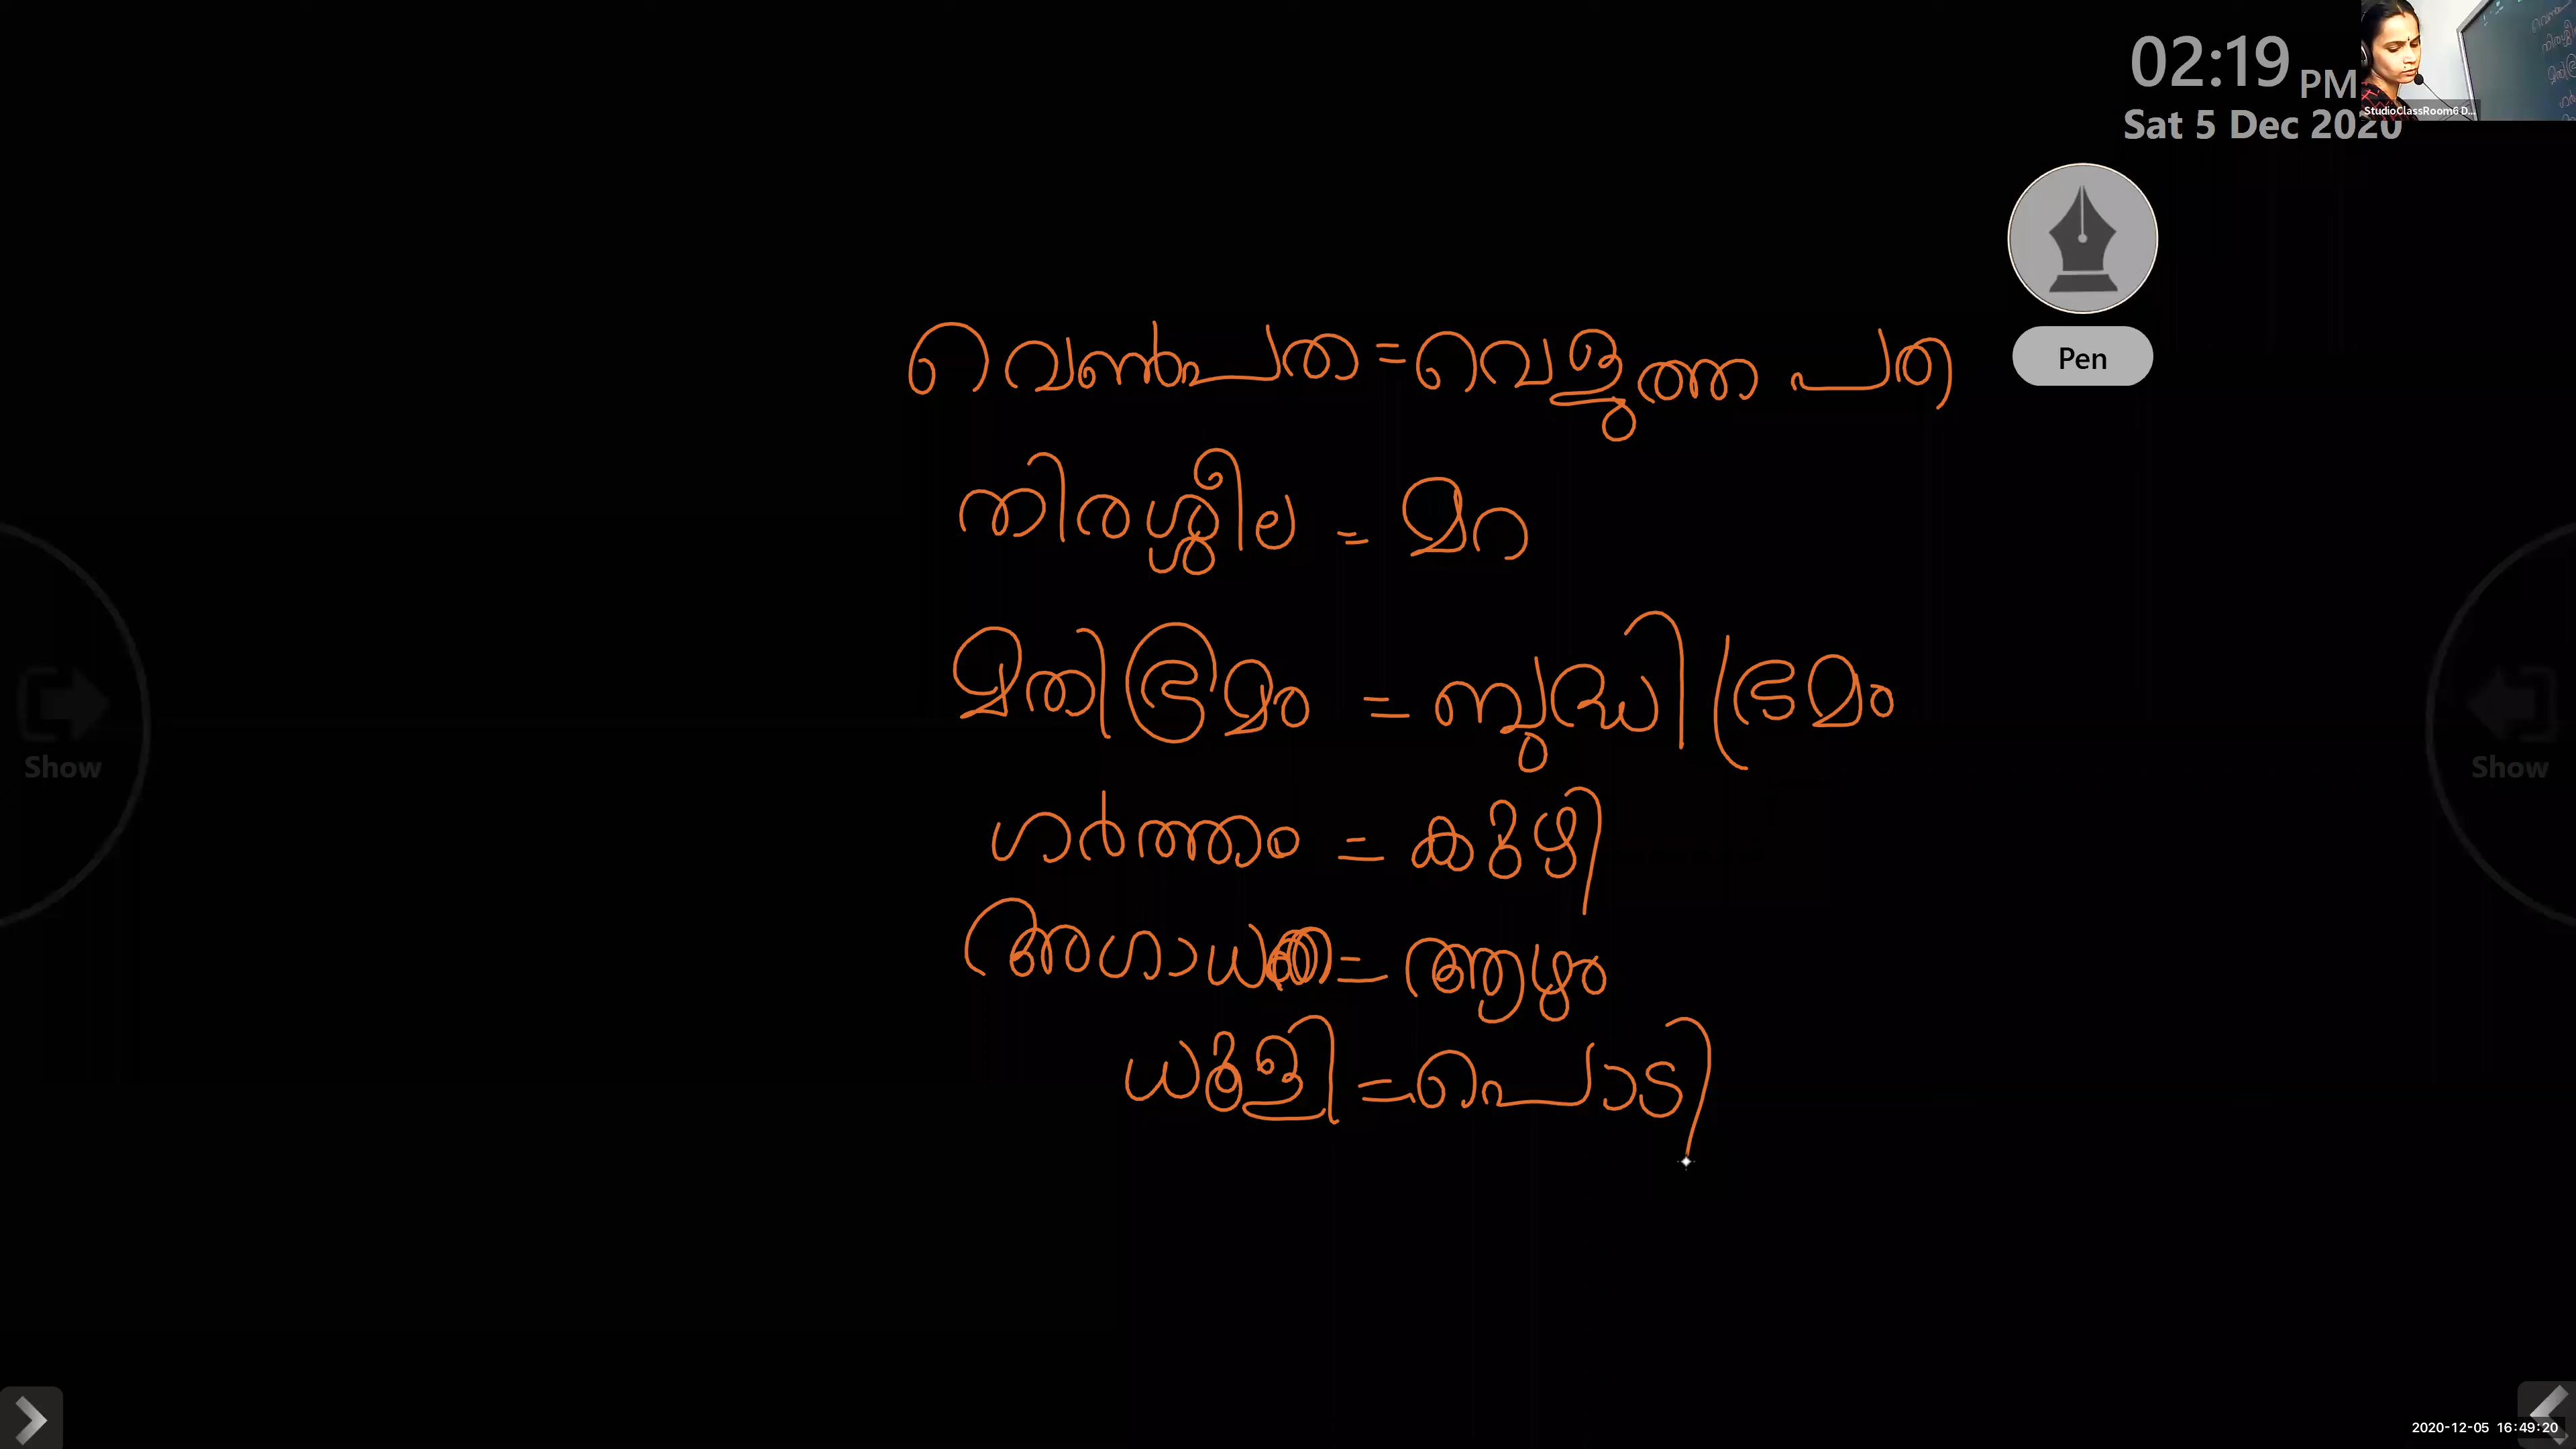 02:19 PM
Sat 5 Dec 2020
StudioClassRoom6 D...
Pen
വെൺപത = വെളുത്ത പത
തിരശ്ശീല = മറ
മതിഭ്രമം = ബുദ്ധിഭ്രമം
ഗർത്തം = കുഴി
അഗാധത = ആഴം
Show
Show
ധൂളി = പൊടി
2020-12-05 16:49:20